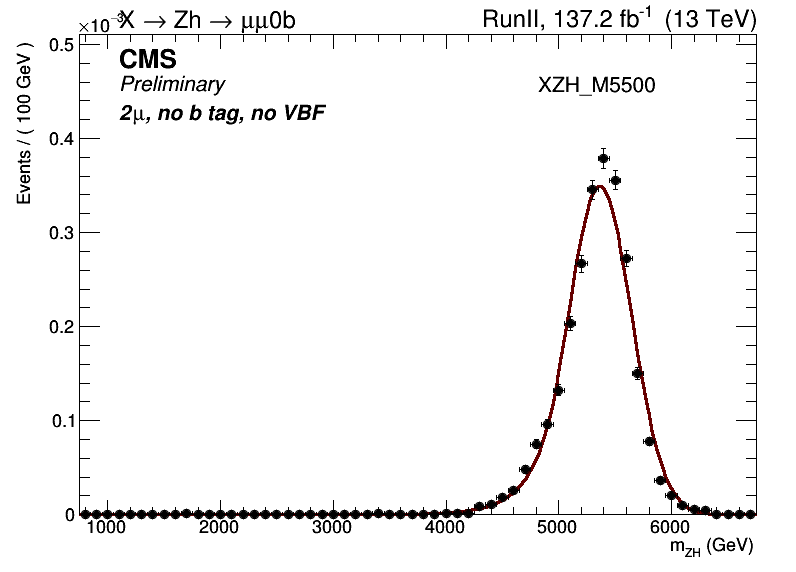 ×10⁻³ X → Zh → μμ0b RunII, 137.2 fb⁻¹ (13 TeV)
CMS
Preliminary
2μ, no b tag, no VBF
XZH_M5500
Events / ( 100 GeV )
0.5
0.4
0.3
0.2
0.1
0
1000 2000 3000 4000 5000 6000
m_ZH (GeV)